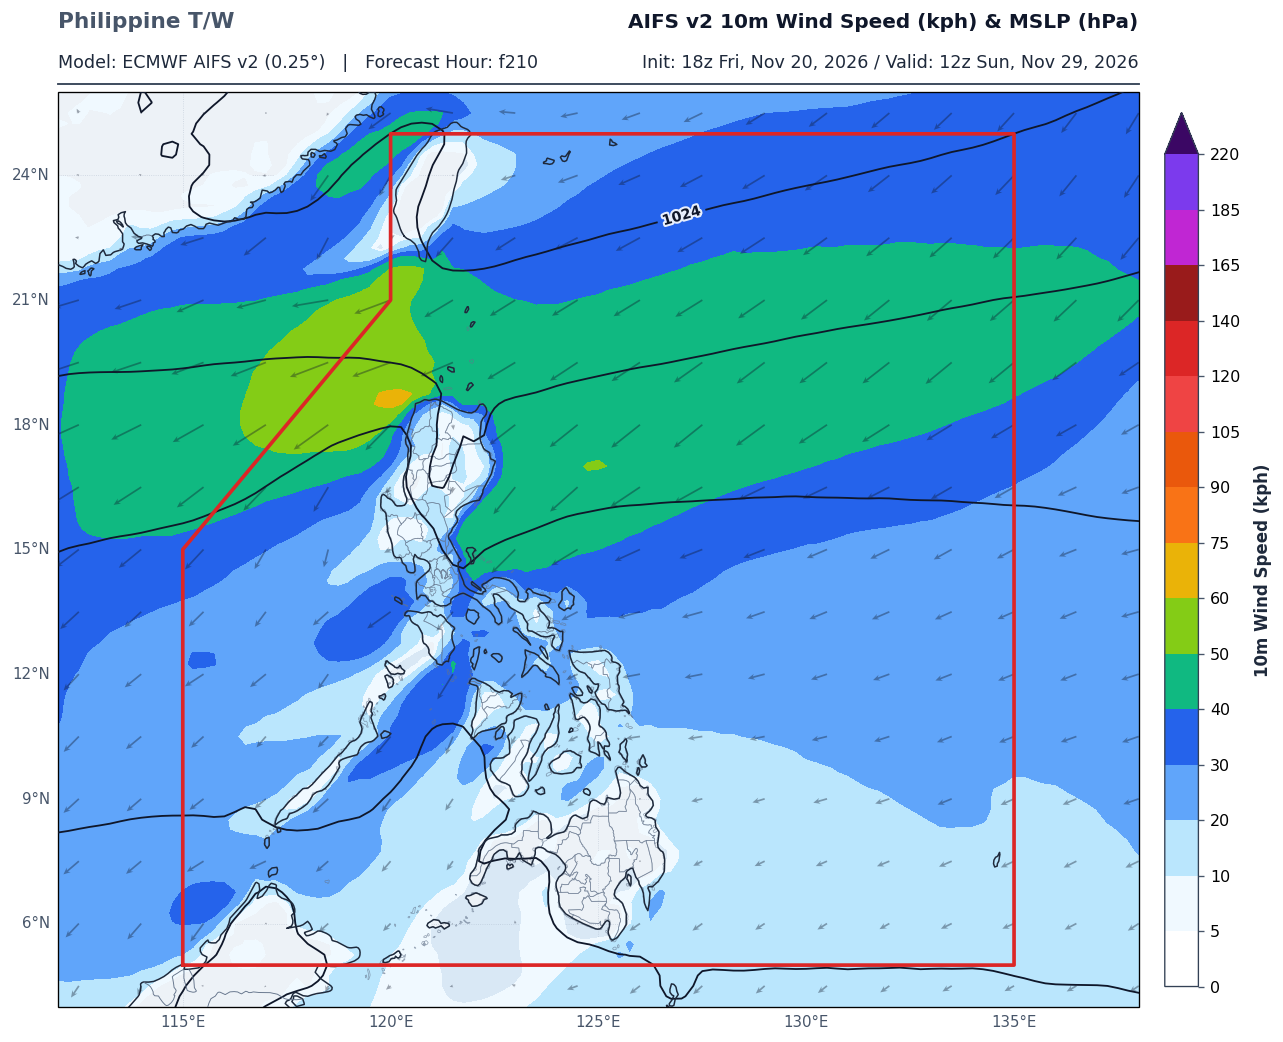 Philippine T/W
AIFS v2 10m Wind Speed (kph) & MSLP (hPa)
Model: ECMWF AIFS v2 (0.25°) | Forecast Hour: f210
Init: 18z Fri, Nov 20, 2026 / Valid: 12z Sun, Nov 29, 2026
24°N
21°N
18°N
15°N
12°N
9°N
6°N
1024
115°E
120°E
125°E
130°E
135°E
220
185
165
140
120
105
90
75
60
50
40
30
20
10
5
0
10m Wind Speed (kph)